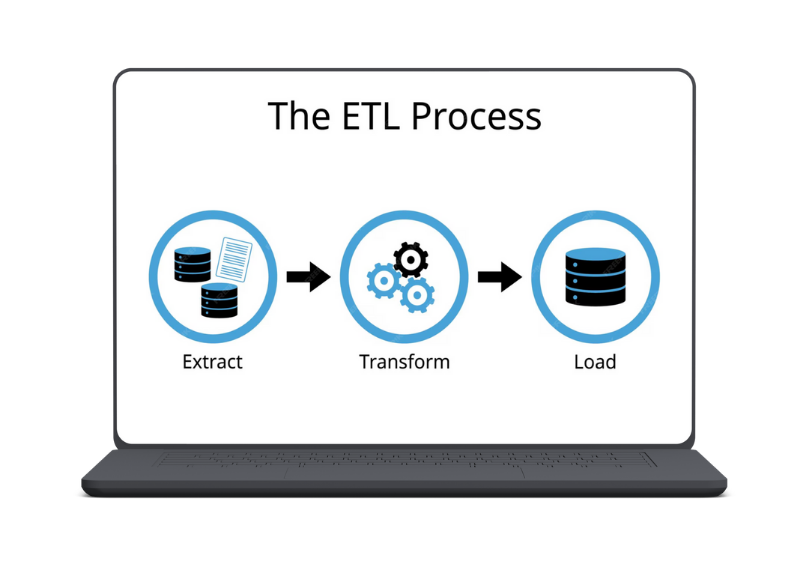 The ETL Process
Extract
Transform
Load